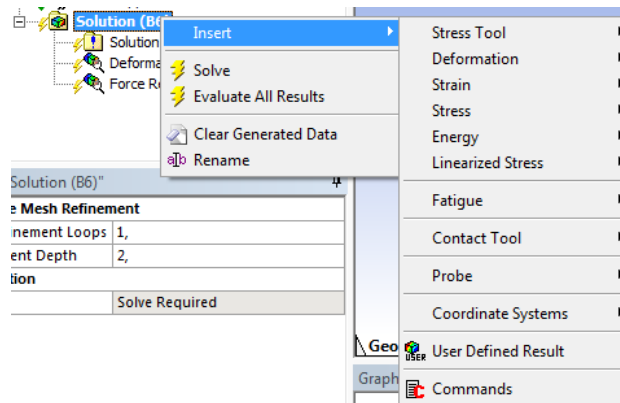 Solution (B6)
Solution
Deforma
Force Re
Insert
Solve
Evaluate All Results
Clear Generated Data
Rename
Stress Tool
Deformation
Strain
Stress
Energy
Linearized Stress
Fatigue
Contact Tool
Probe
Coordinate Systems
USER User Defined Result
Commands
Solution (B6)"
e Mesh Refinement
inement Loops 1,
ent Depth 2,
tion
Solve Required
Geo
Graph